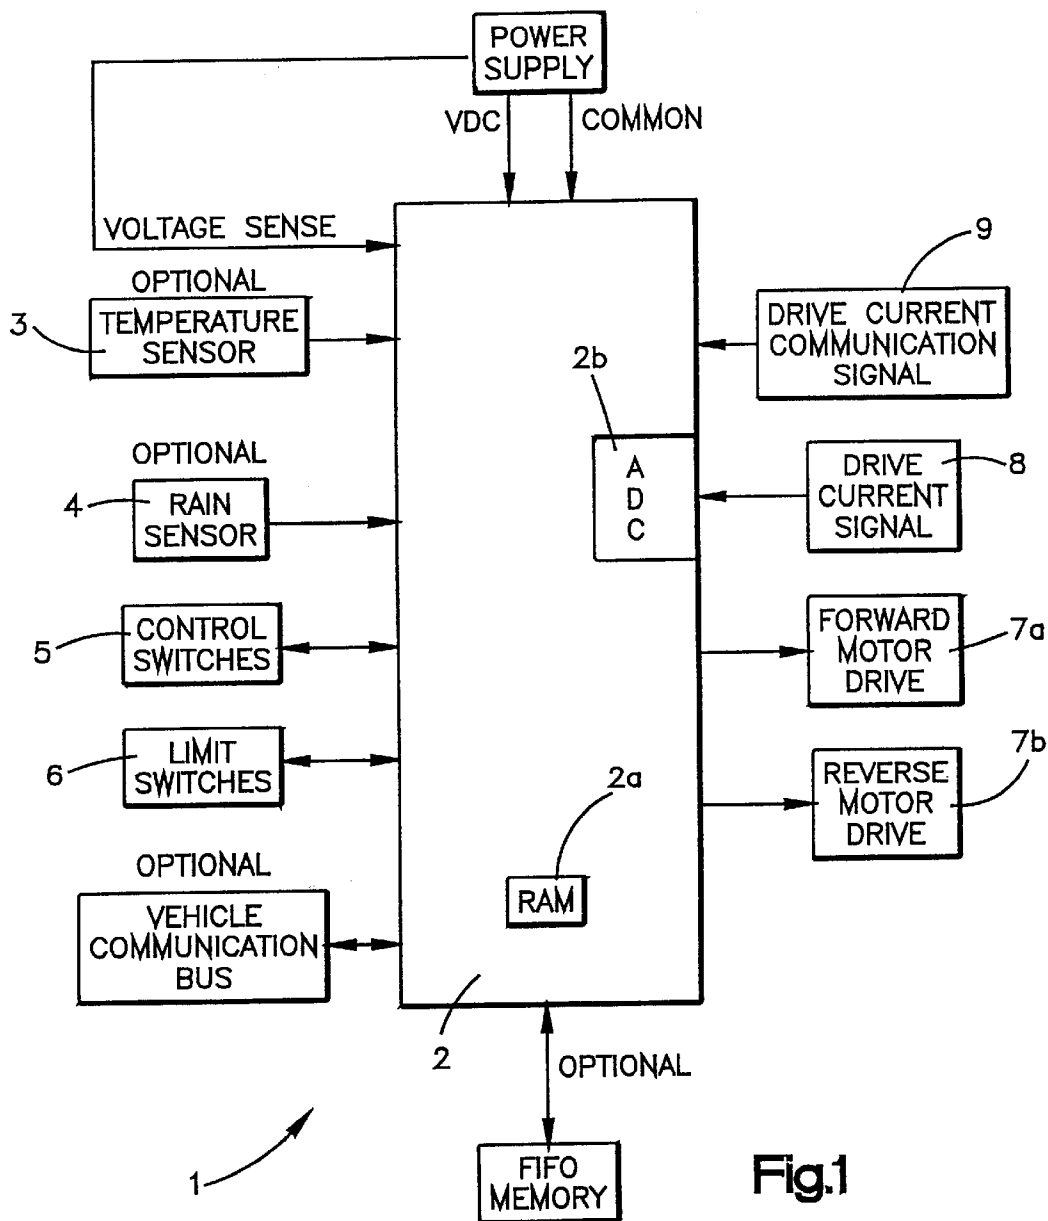 POWER
SUPPLY
VDC
COMMON
VOLTAGE SENSE
OPTIONAL
3
TEMPERATURE
SENSOR
OPTIONAL
4
RAIN
SENSOR
5
CONTROL
SWITCHES
6
LIMIT
SWITCHES
OPTIONAL
VEHICLE
COMMUNICATION
BUS
9
DRIVE CURRENT
COMMUNICATION
SIGNAL
2b
A
D
C
8
DRIVE
CURRENT
SIGNAL
FORWARD
MOTOR
DRIVE
7a
REVERSE
MOTOR
DRIVE
7b
2a
RAM
2
OPTIONAL
1
FIFO
MEMORY
Fig.1